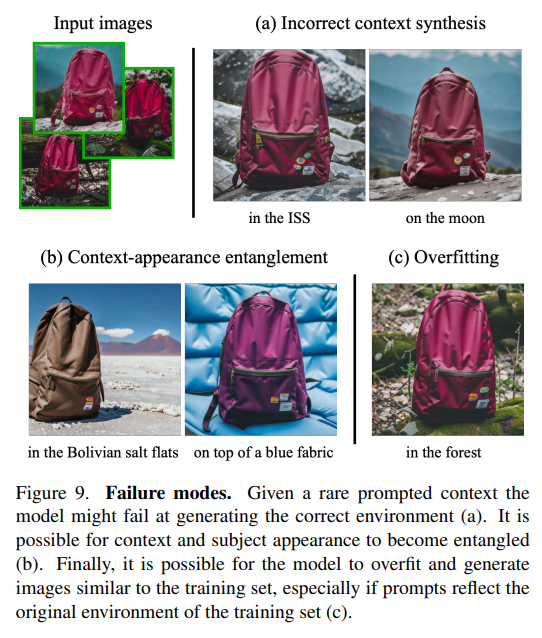 Input images
(a) Incorrect context synthesis
in the ISS
on the moon
(b) Context-appearance entanglement
(c) Overfitting
in the Bolivian salt flats
on top of a blue fabric
in the forest
Figure 9. Failure modes. Given a rare prompted context the
model might fail at generating the correct environment (a). It is
possible for context and subject appearance to become entangled
(b). Finally, it is possible for the model to overfit and generate
images similar to the training set, especially if prompts reflect the
original environment of the training set (c).